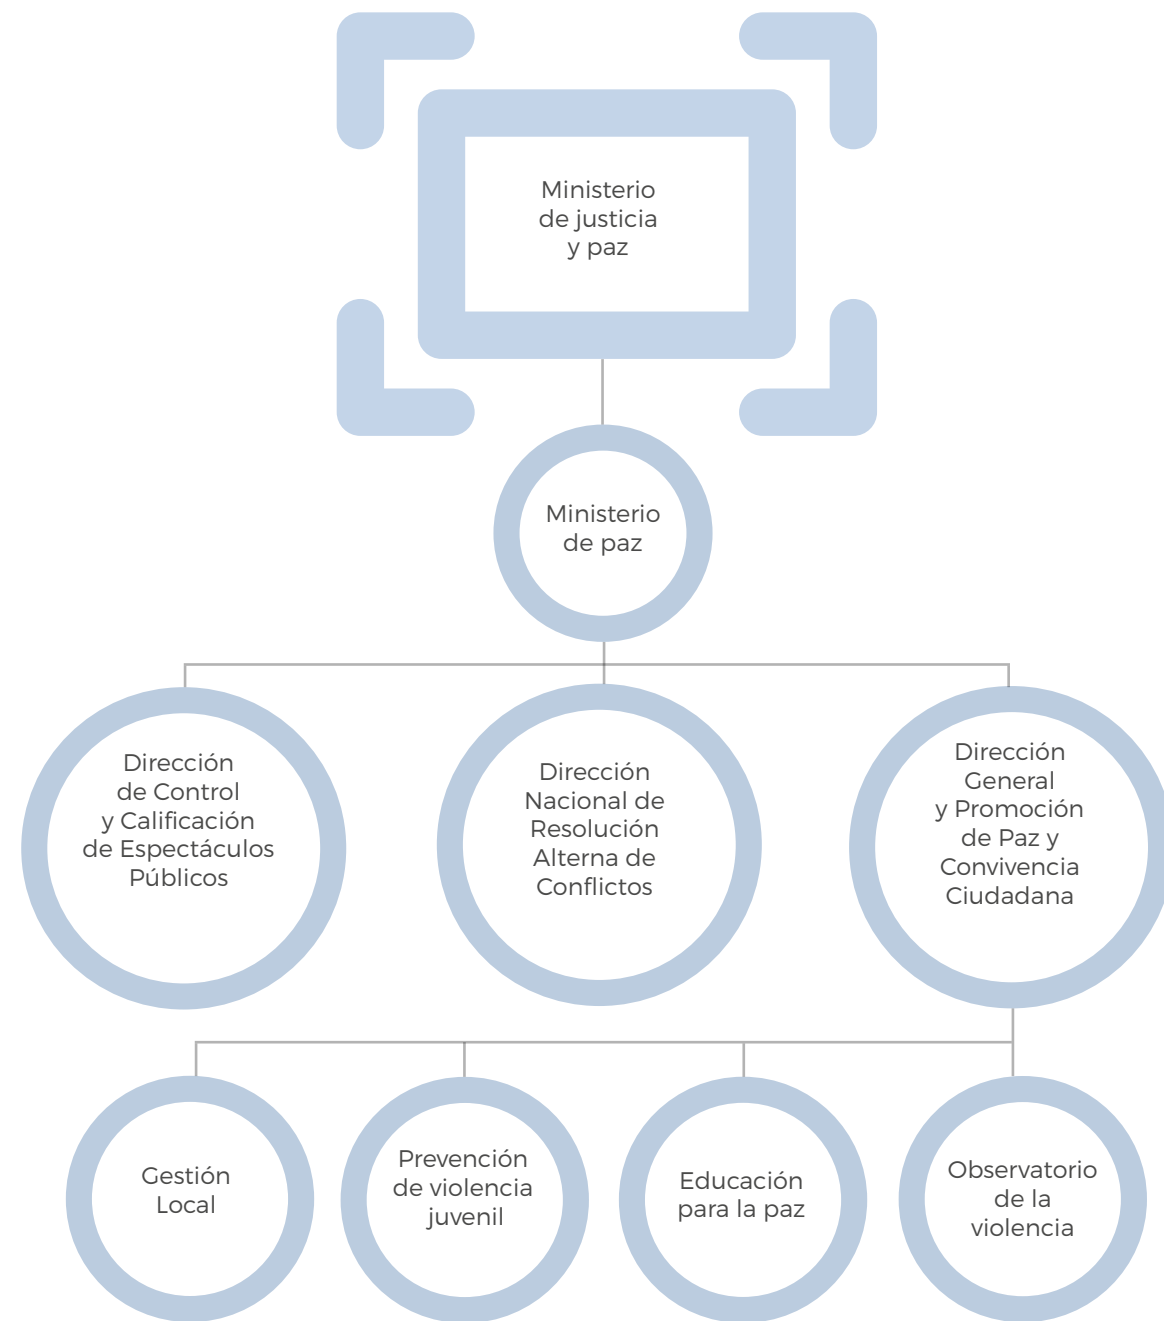 Ministerio
de justicia
y paz
Ministerio
de paz
Dirección
de Control
y Calificación
de Espectáculos
Públicos
Dirección
Nacional de
Resolución
Alterna de
Conflictos
Dirección
General
y Promoción
de Paz y
Convivencia
Ciudadana
Gestión
Local
Prevención
de violencia
juvenil
Educación
para la paz
Observatorio
de la
violencia